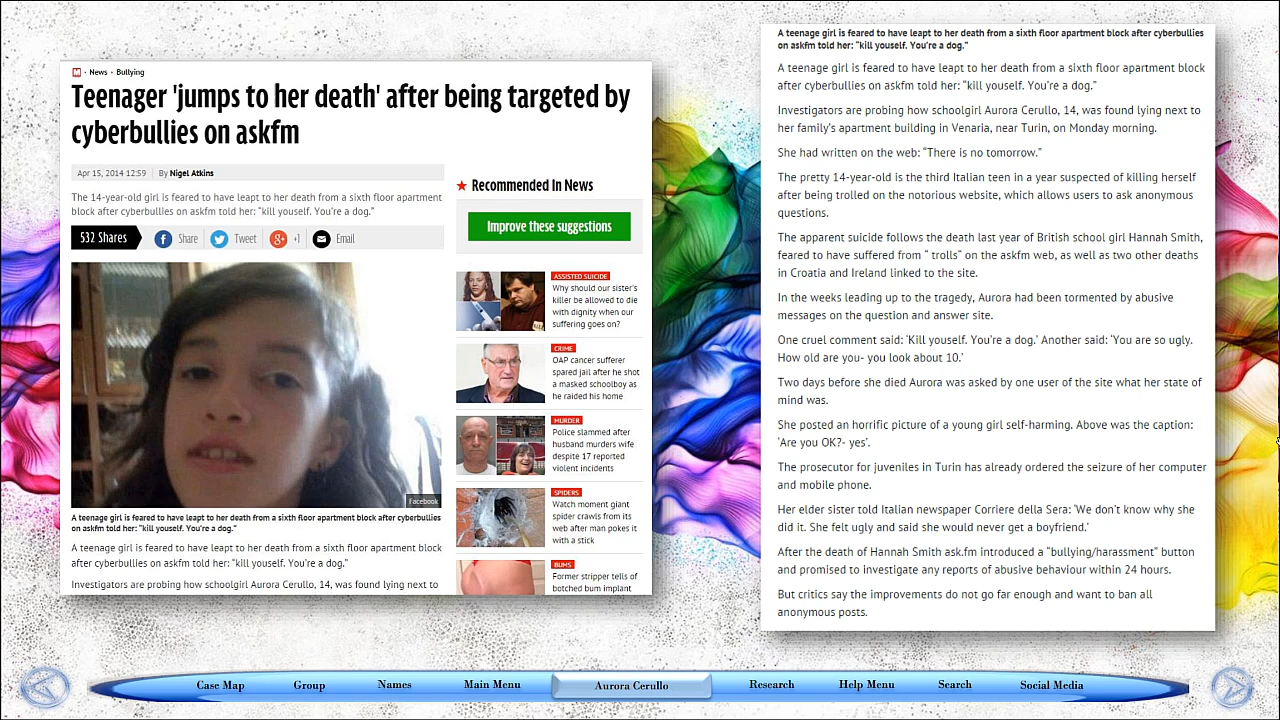 M · News · Bullying
Teenager 'jumps to her death' after being targeted by
cyberbullies on askfm
Apr 15, 2014 12:59 By Nigel Atkins
The 14-year-old girl is feared to have leapt to her death from a sixth floor apartment
block after cyberbullies on askfm told her: “kill youself. You’re a dog.”
532 Shares Share Tweet +1 Email
Facebook
A teenage girl is feared to have leapt to her death from a sixth floor apartment block after cyberbullies
on askfm told her: “kill youself. You’re a dog.”
A teenage girl is feared to have leapt to her death from a sixth floor apartment block
after cyberbullies on askfm told her: “kill youself. You’re a dog.”
Investigators are probing how schoolgirl Aurora Cerullo, 14, was found lying next to
Recommended In News
Improve these suggestions
ASSISTED SUICIDE
Why should our sister's
killer be allowed to die
with dignity when our
suffering goes on?
CRIME
OAP cancer sufferer
spared jail after he shot
a masked schoolboy as
he raided his home
MURDER
Police slammed after
husband murders wife
despite 17 reported
violent incidents
SPIDERS
Watch moment giant
spider crawls from its
web after man pokes it
with a stick
BUMS
Former stripper tells of
botched bum implant
A teenage girl is feared to have leapt to her death from a sixth floor apartment block after cyberbullies
on askfm told her: “kill youself. You’re a dog.”
A teenage girl is feared to have leapt to her death from a sixth floor apartment block
after cyberbullies on askfm told her: “kill youself. You’re a dog.”
Investigators are probing how schoolgirl Aurora Cerullo, 14, was found lying next to
her family's apartment building in Venaria, near Turin, on Monday morning.
She had written on the web: “There is no tomorrow.”
The pretty 14-year-old is the third Italian teen in a year suspected of killing herself
after being trolled on the notorious website, which allows users to ask anonymous
questions.
The apparent suicide follows the death last year of British school girl Hannah Smith,
feared to have suffered from “ trolls” on the askfm web, as well as two other deaths
in Croatia and Ireland linked to the site.
In the weeks leading up to the tragedy, Aurora had been tormented by abusive
messages on the question and answer site.
One cruel comment said: ‘Kill youself. You’re a dog.’ Another said: ‘You are so ugly.
How old are you- you look about 10.’
Two days before she died Aurora was asked by one user of the site what her state of
mind was.
She posted an horrific picture of a young girl self-harming. Above was the caption:
‘Are you OK?- yes’.
The prosecutor for juveniles in Turin has already ordered the seizure of her computer
and mobile phone.
Her elder sister told Italian newspaper Corriere della Sera: ‘We don’t know why she
did it. She felt ugly and said she would never get a boyfriend.’
After the death of Hannah Smith ask.fm introduced a “bullying/harassment” button
and promised to investigate any reports of abusive behaviour within 24 hours.
But critics say the improvements do not go far enough and want to ban all
anonymous posts.
Case Map Group Names Main Menu Aurora Cerullo Research Help Menu Search Social Media